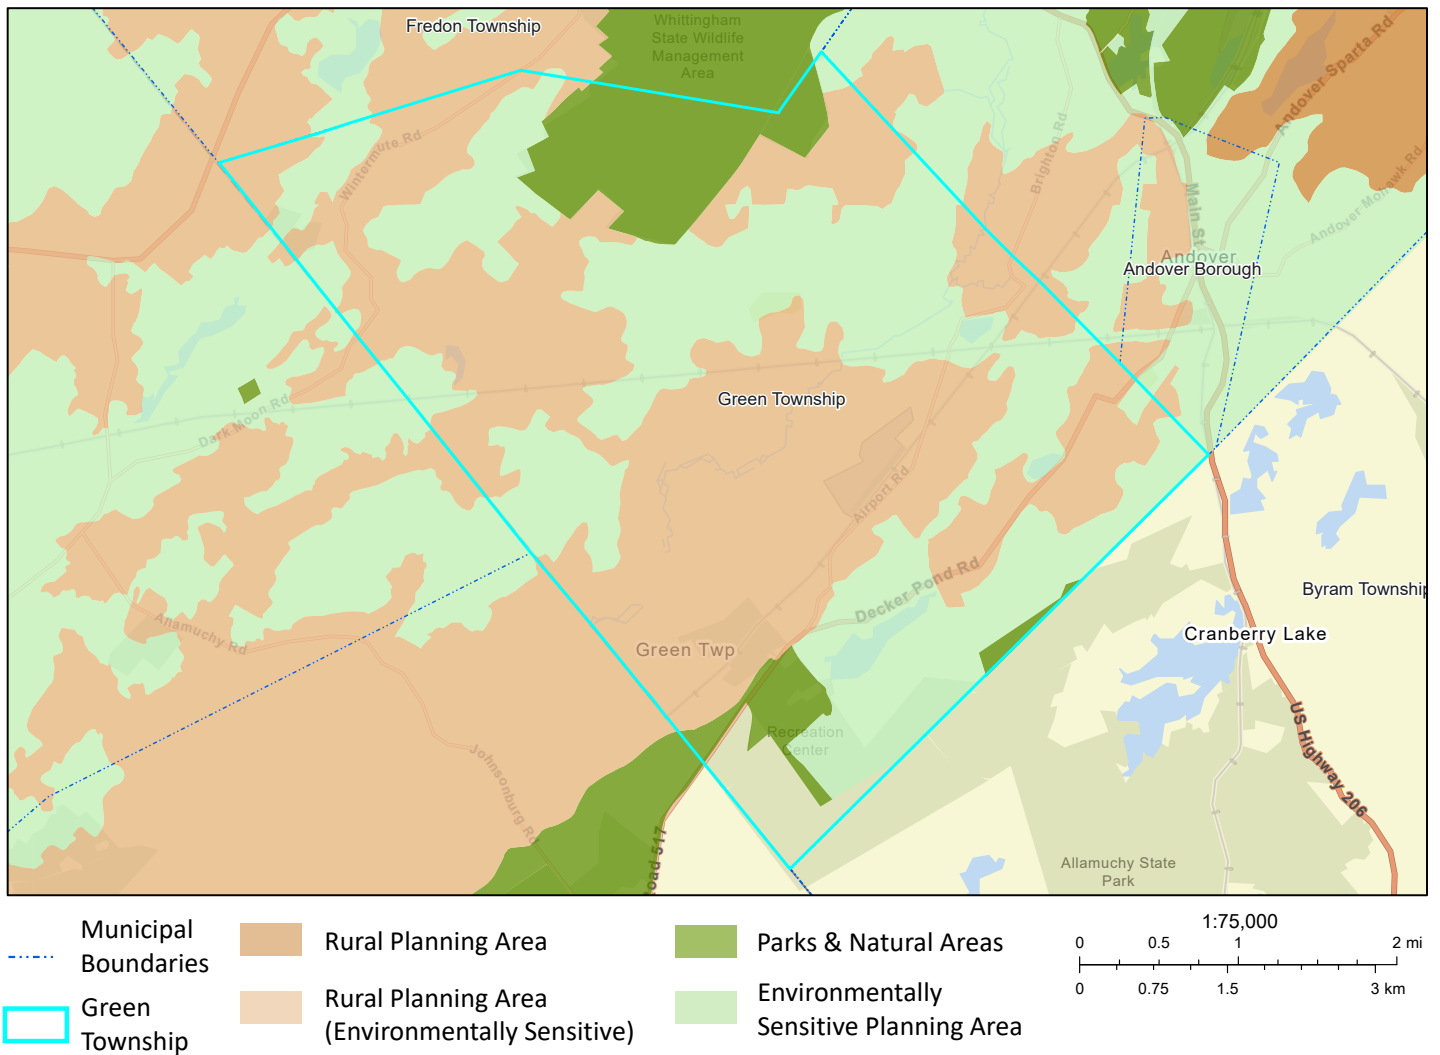 Fredon Township
Whittingham
State Wildlife
Management
Area
Andover Sparta Rd
Wintermute Rd
Brighton Rd
Main St
Andover Mohawk Rd
Andover
Andover Borough
Dark Moon Rd
Green Township
Airport Rd
Decker Pond Rd
Byram Township
Anamuchy Rd
Green Twp
Cranberry Lake
Recreation
Center
US Highway 206
Johnsonburg Rd
oad 517
Allamuchy State
Park
Municipal
Boundaries
Green
Township
Rural Planning Area
Rural Planning Area
(Environmentally Sensitive)
Parks & Natural Areas
Environmentally
Sensitive Planning Area
1:75,000
0 0.5 1 2 mi
0 0.75 1.5 3 km